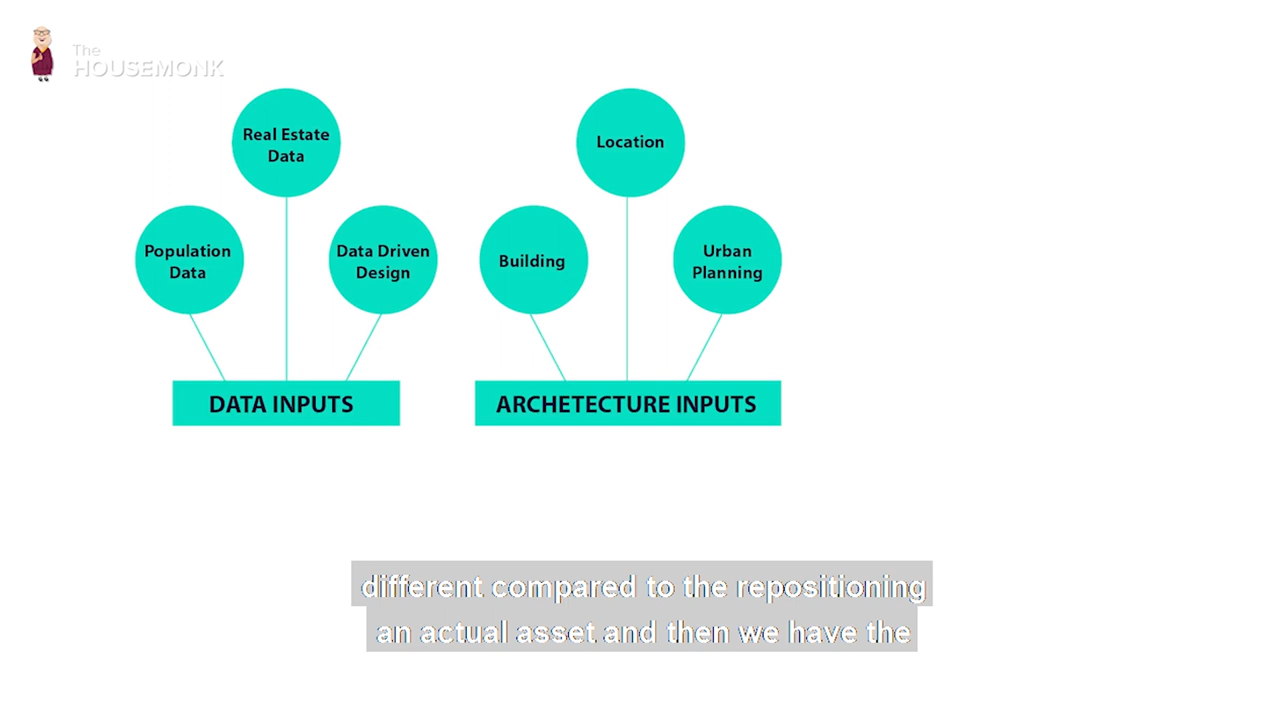 The
HOUSEMONK
Real Estate
Data
Location
Population
Data
Data Driven
Design
Building
Urban
Planning
DATA INPUTS
ARCHETECTURE INPUTS
different compared to the repositioning
an actual asset and then we have the